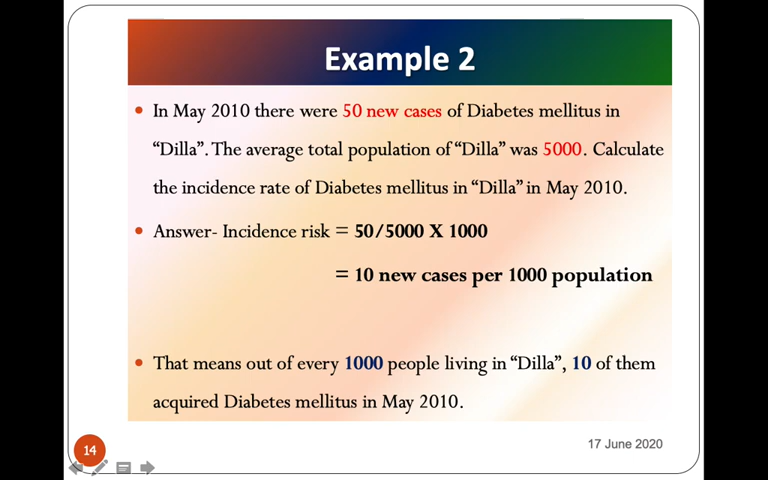 Example 2
• In May 2010 there were 50 new cases of Diabetes mellitus in
“Dilla”. The average total population of “Dilla” was 5000. Calculate
the incidence rate of Diabetes mellitus in “Dilla” in May 2010.
• Answer- Incidence risk = 50/5000 X 1000
= 10 new cases per 1000 population
• That means out of every 1000 people living in “Dilla”, 10 of them
acquired Diabetes mellitus in May 2010.
14
17 June 2020